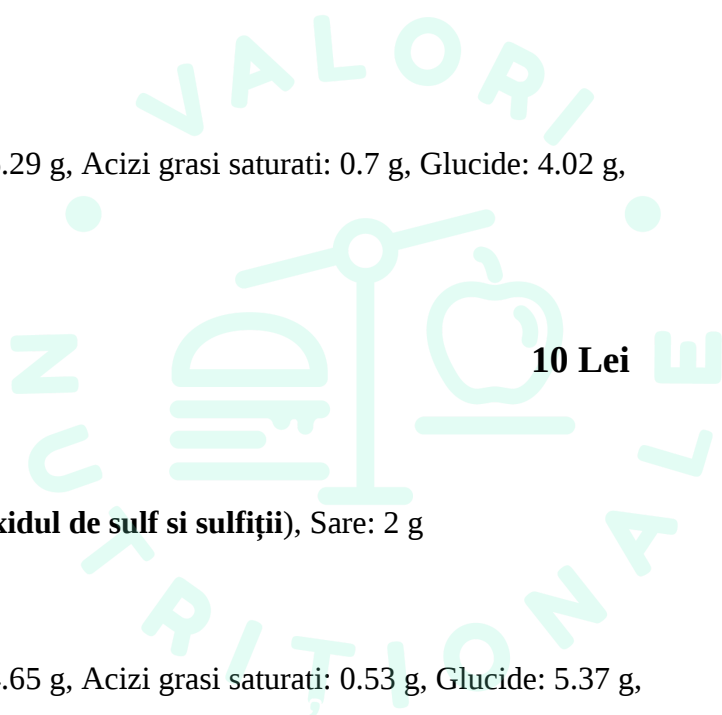 VALORI
.29 g, Acizi grasi saturati: 0.7 g, Glucide: 4.02 g,
10 Lei
NUTRIȚIONALE
xidul de sulf si sulfiții), Sare: 2 g
.65 g, Acizi grasi saturati: 0.53 g, Glucide: 5.37 g,